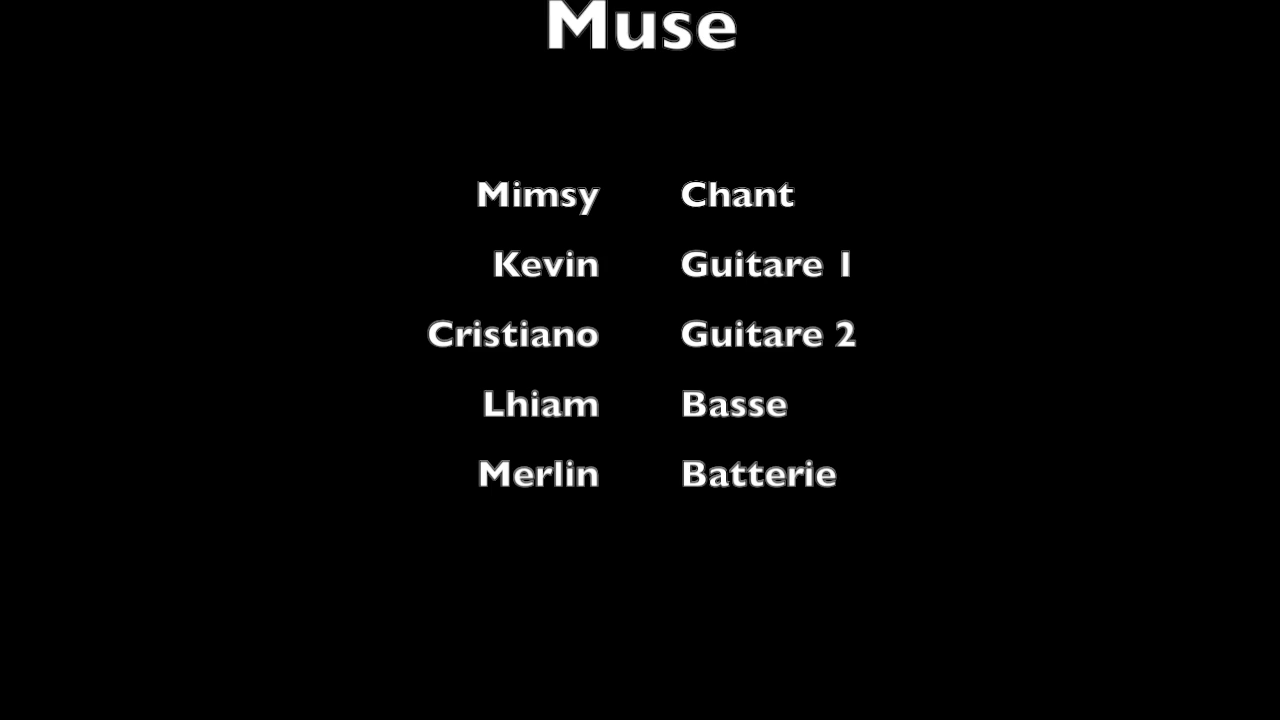 Muse
Mimsy Chant
Kevin Guitare 1
Cristiano Guitare 2
Lhiam Basse
Merlin Batterie